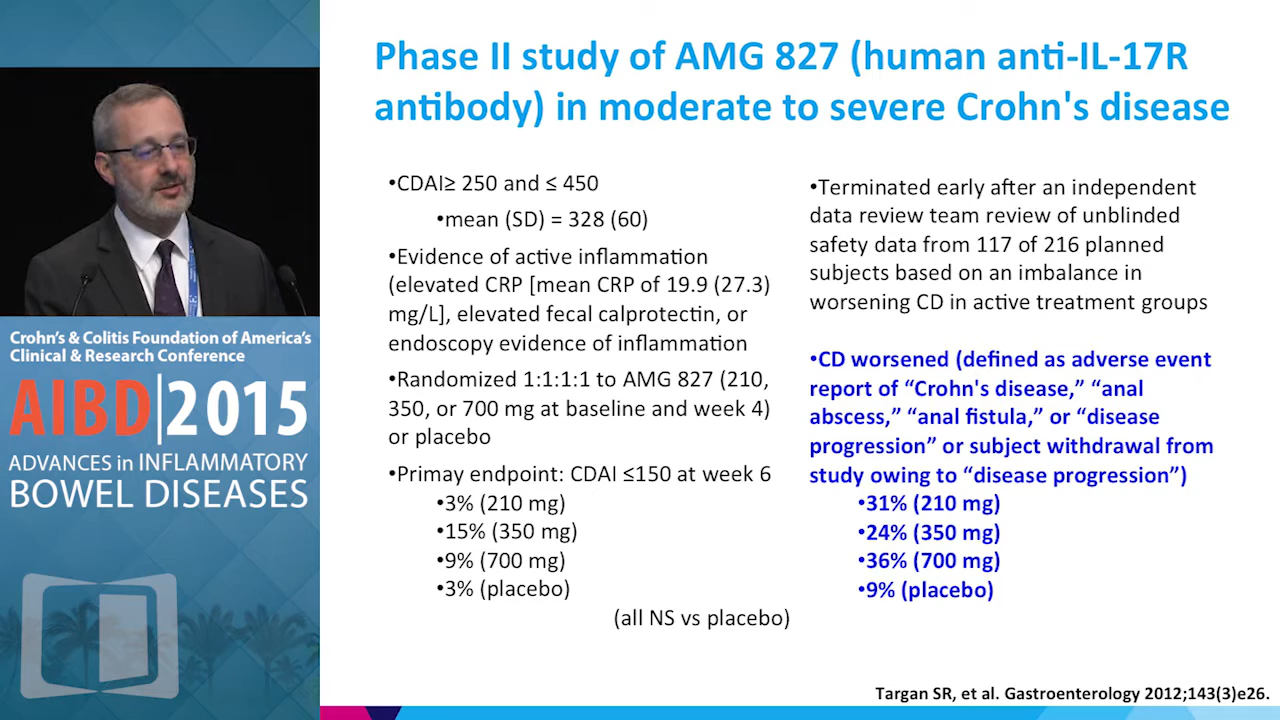 Phase II study of AMG 827 (human anti-IL-17R
antibody) in moderate to severe Crohn's disease
•CDAI≥ 250 and ≤ 450
•mean (SD) = 328 (60)
•Evidence of active inflammation
(elevated CRP [mean CRP of 19.9 (27.3)
mg/L], elevated fecal calprotectin, or
endoscopy evidence of inflammation
•Randomized 1:1:1:1 to AMG 827 (210,
350, or 700 mg at baseline and week 4)
or placebo
•Primay endpoint: CDAI ≤150 at week 6
•3% (210 mg)
•15% (350 mg)
•9% (700 mg)
•3% (placebo)
(all NS vs placebo)
•Terminated early after an independent
data review team review of unblinded
safety data from 117 of 216 planned
subjects based on an imbalance in
worsening CD in active treatment groups
•CD worsened (defined as adverse event
report of “Crohn's disease,” “anal
abscess,” “anal fistula,” or “disease
progression” or subject withdrawal from
study owing to “disease progression”)
•31% (210 mg)
•24% (350 mg)
•36% (700 mg)
•9% (placebo)
Targan SR, et al. Gastroenterology 2012;143(3)e26.
Crohn’s & Colitis Foundation of America’s
Clinical & Research Conference
AIBD|2015
ADVANCES in INFLAMMATORY
BOWEL DISEASES